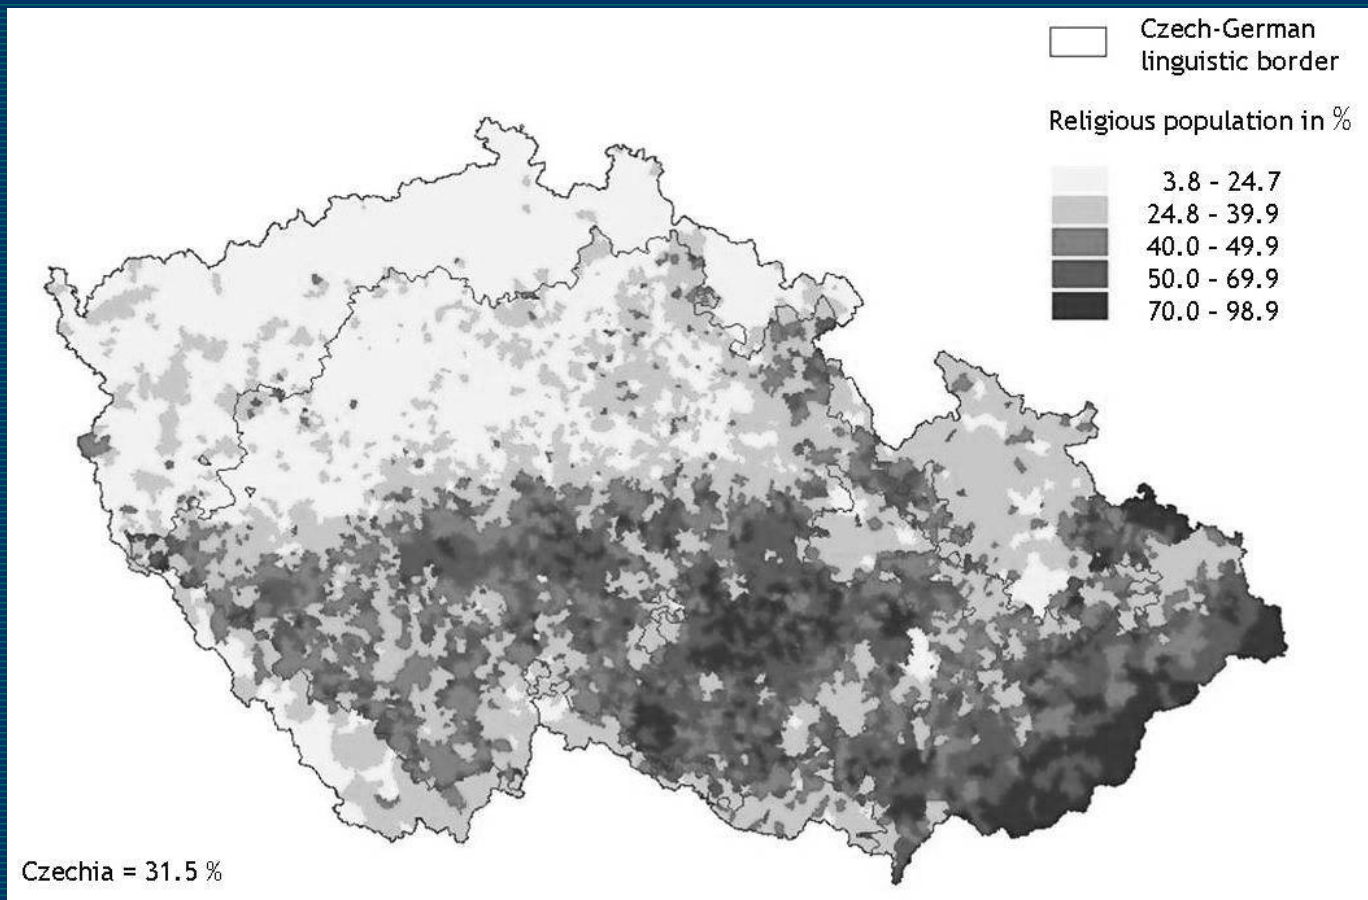 Czech-German
linguistic border
Religious population in %
3.8 - 24.7
24.8 - 39.9
40.0 - 49.9
50.0 - 69.9
70.0 - 98.9
Czechia = 31.5 %